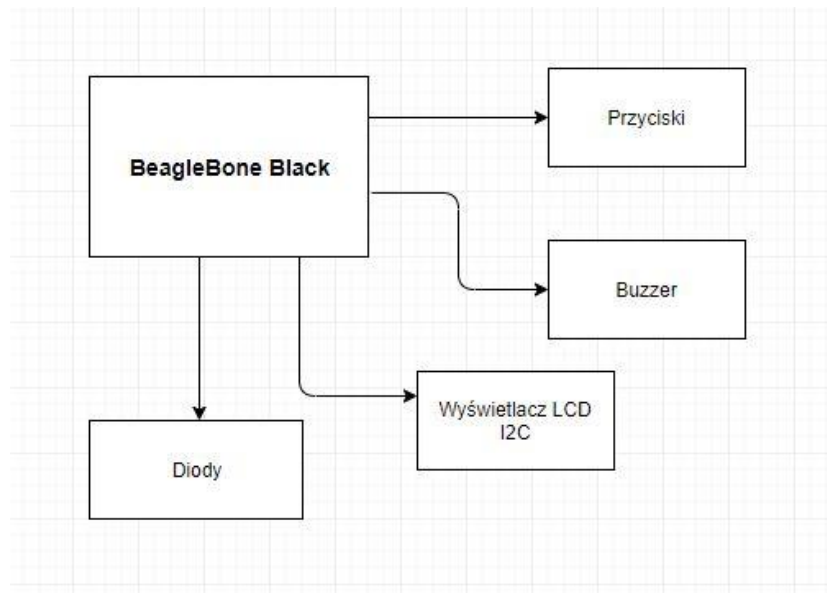 BeagleBone Black
Przyciski
Buzzer
Wyświetlacz LCD
I2C
Diody